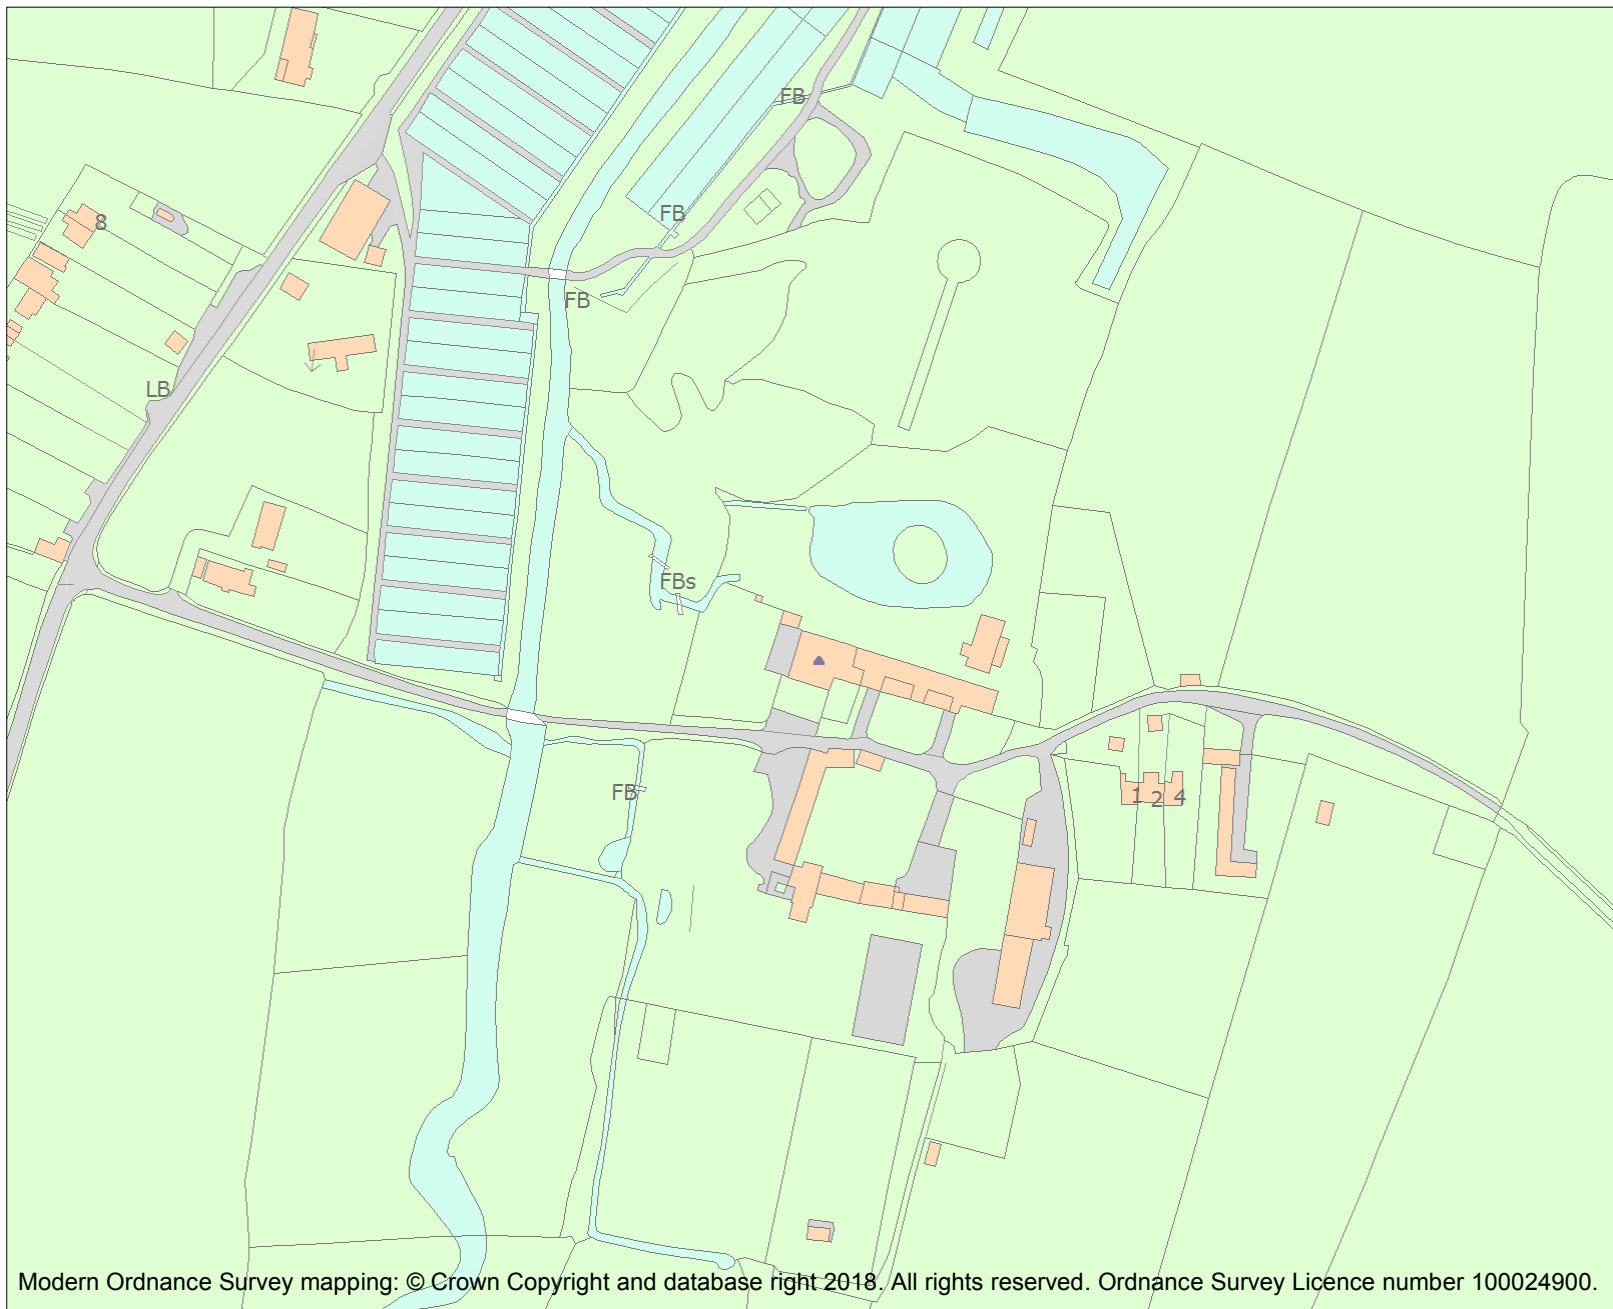 FB
FB
8
FB
LB
FBs
FB
1
2
4
Modern Ordnance Survey mapping: © Crown Copyright and database right 2018. All rights reserved. Ordnance Survey Licence number 100024900.